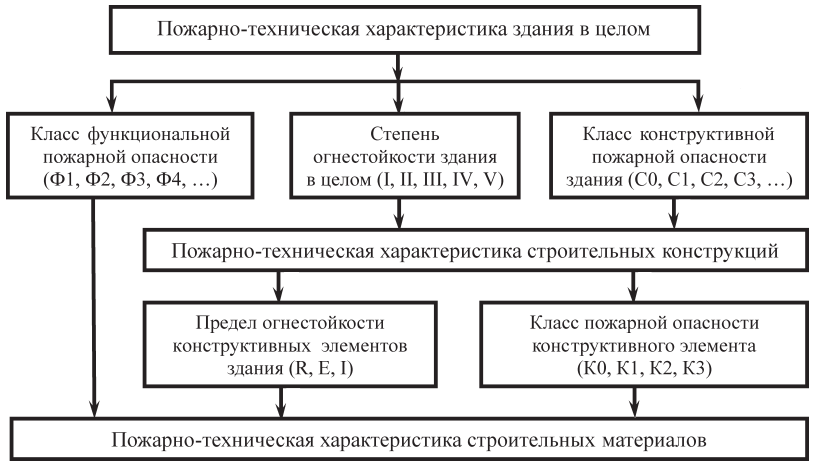 Пожарно-техническая характеристика здания в целом
Класс функциональной
пожарной опасности
(Ф1, Ф2, Ф3, Ф4, …)
Степень
огнестойкости здания
в целом (I, II, III, IV, V)
Класс конструктивной
пожарной опасности
здания (С0, С1, С2, С3, …)
Пожарно-техническая характеристика строительных конструкций
Предел огнестойкости
конструктивных элементов
здания (R, E, I)
Класс пожарной опасности
конструктивного элемента
(К0, К1, К2, К3)
Пожарно-техническая характеристика строительных материалов